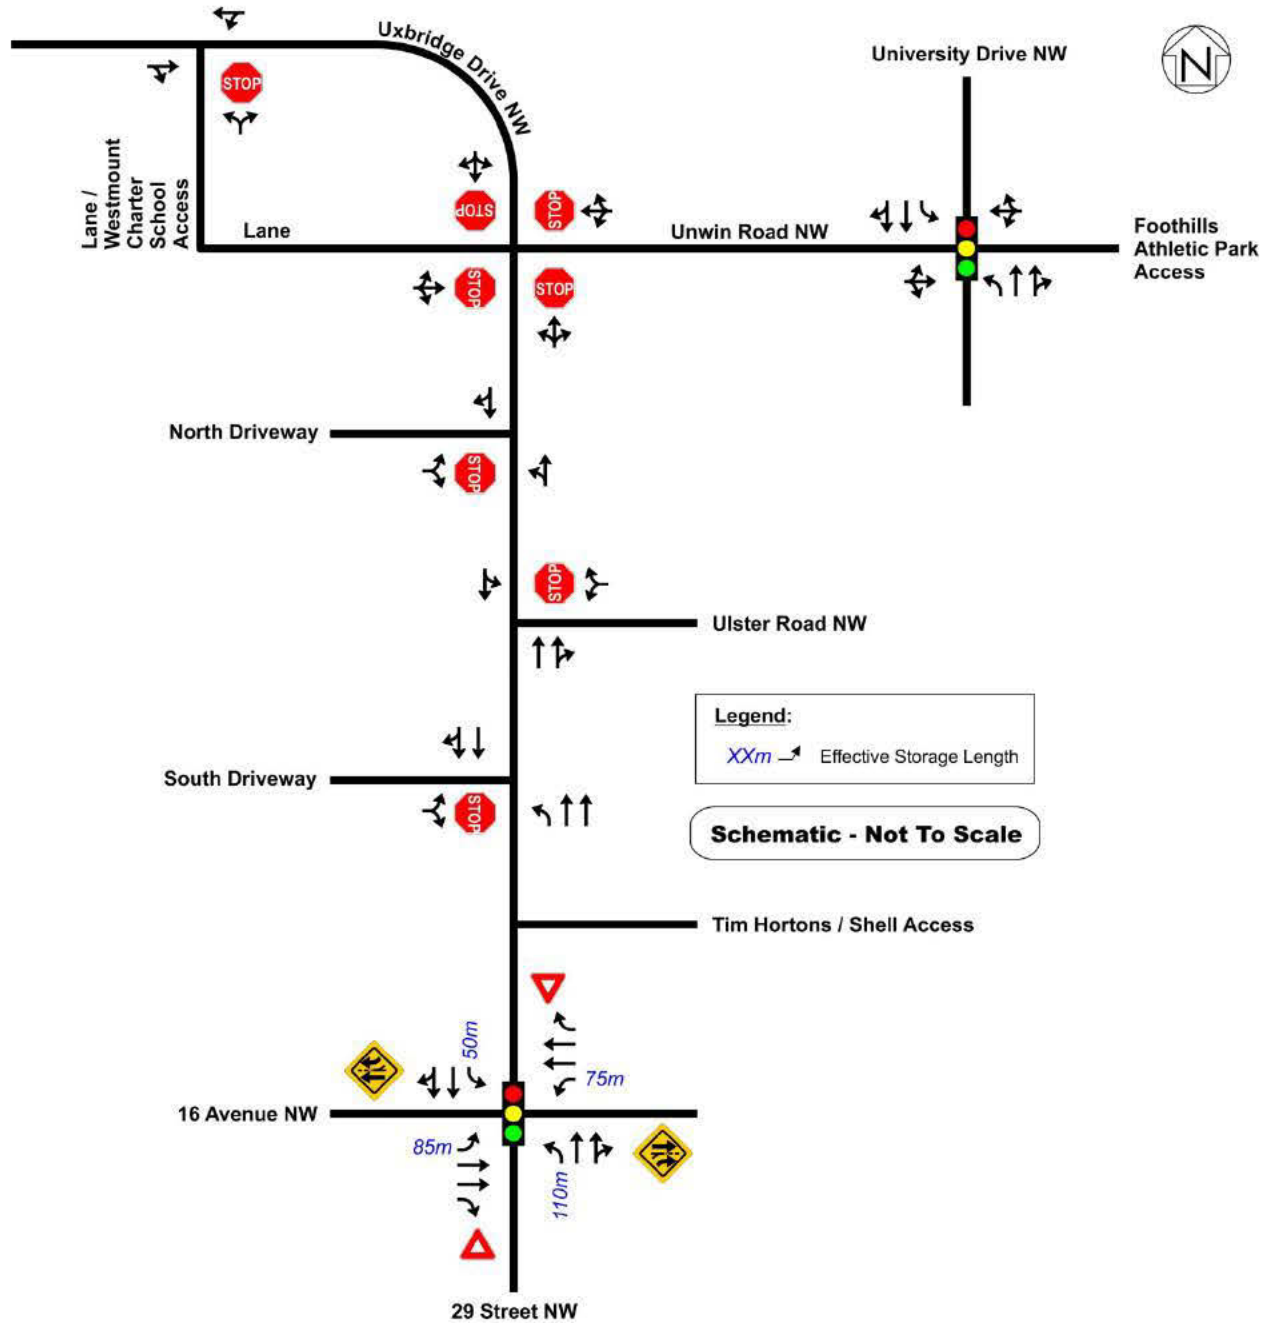 Uxbridge Drive NW
University Drive NW
N
STOP
Lane /
Westmount
Charter
School
Access
STOP
STOP
Lane
Unwin Road NW
Foothills
Athletic Park
Access
STOP
STOP
North Driveway
STOP
STOP
Ulster Road NW
Legend:
XXm Effective Storage Length
South Driveway
STOP
Schematic - Not To Scale
Tim Hortons / Shell Access
50m
75m
16 Avenue NW
85m
110m
29 Street NW